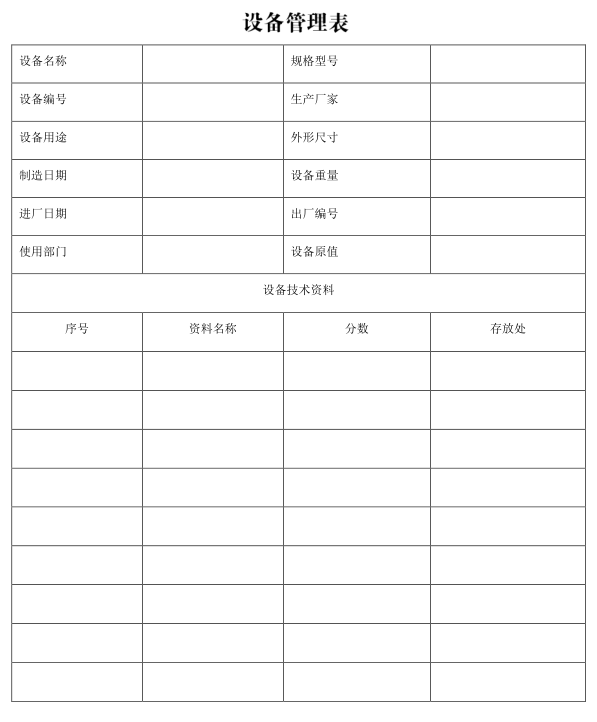 设备管理表
设备名称 规格型号
设备编号 生产厂家
设备用途 外形尺寸
制造日期 设备重量
进厂日期 出厂编号
使用部门 设备原值
设备技术资料
序号 资料名称 分数 存放处